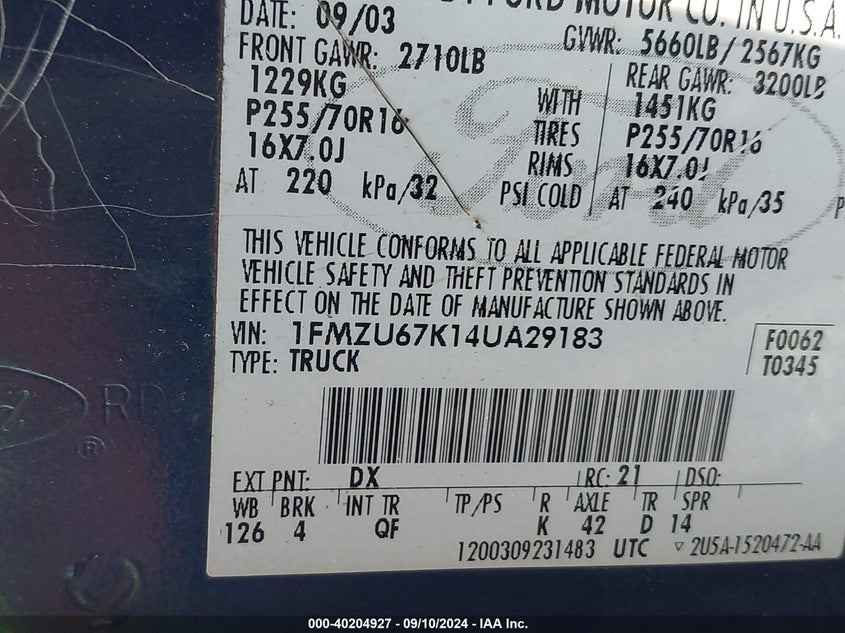 FORD MOTOR CO. IN U.S.A.
DATE: 09/03 GVWR: 5660LB/2567KG
FRONT GAWR: 2710LB REAR GAWR: 3200LB
1229KG WITH 1451KG
P255/70R16 TIRES P255/70R16
16X7.0J RIMS 16X7.0J
AT 220 kPa/32 PSI COLD AT 240 kPa/35 P
THIS VEHICLE CONFORMS TO ALL APPLICABLE FEDERAL MOTOR
VEHICLE SAFETY AND THEFT PREVENTION STANDARDS IN
EFFECT ON THE DATE OF MANUFACTURE SHOWN ABOVE.
VIN: 1FMZU67K14UA29183 F0062
TYPE: TRUCK T0345
EXT PNT: DX RC: 21 DSO:
WB BRK INT TR TP/PS R AXLE TR SPR
126 4 QF K 42 D 14
1200309231483 UTC ▽ 2U5A-1520472-AA
Ford
®
000-40204927 - 09/10/2024 - IAA Inc.